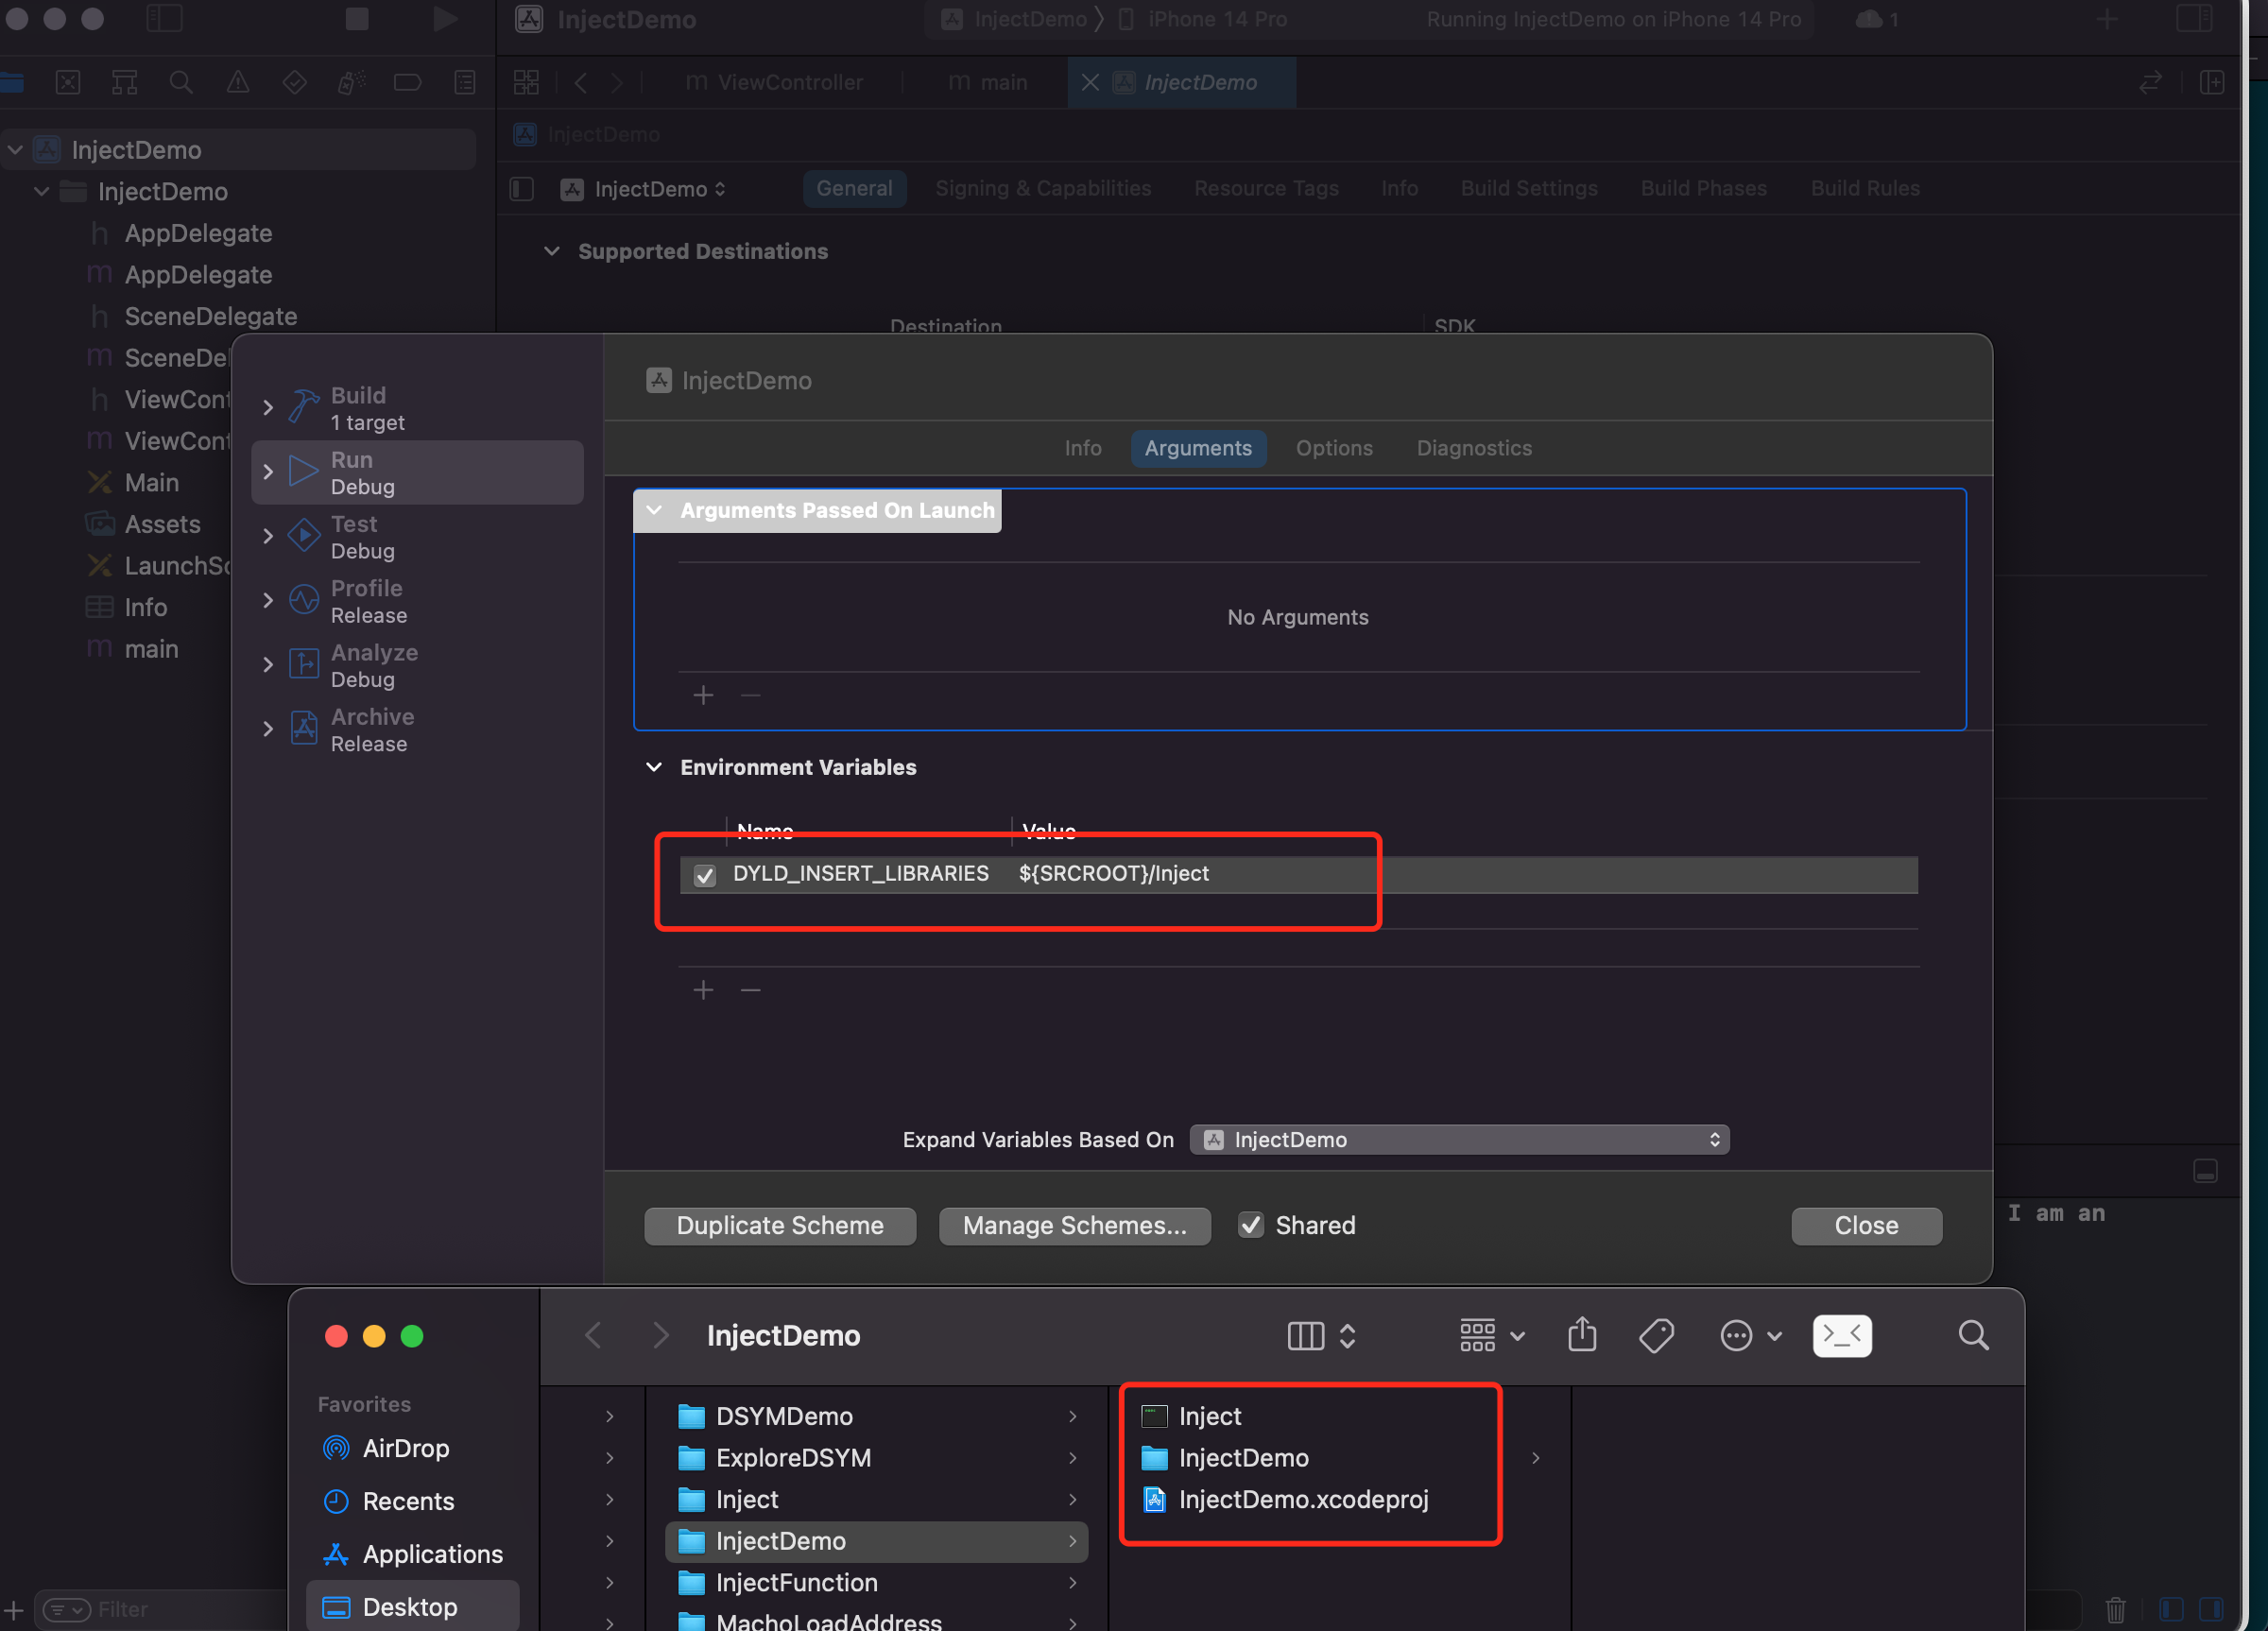 InjectDemo
InjectDemo 〉 iPhone 14 Pro
Running InjectDemo on iPhone 14 Pro
1
m ViewController
m main
InjectDemo
InjectDemo
InjectDemo
InjectDemo
h AppDelegate
m AppDelegate
h SceneDelegate
m SceneDel
h ViewCont
m ViewCont
Main
Assets
LaunchSc
Info
m main
InjectDemo
General
Signing & Capabilities
Resource Tags
Info
Build Settings
Build Phases
Build Rules
Supported Destinations
Destination
SDK
Build
1 target
Run
Debug
Test
Debug
Profile
Release
Analyze
Debug
Archive
Release
InjectDemo
Info
Arguments
Options
Diagnostics
Arguments Passed On Launch
No Arguments
Environment Variables
Name
Value
DYLD_INSERT_LIBRARIES
${SRCROOT}/Inject
Expand Variables Based On
InjectDemo
Duplicate Scheme
Manage Schemes...
Shared
Close
I am an
Filter
InjectDemo
Favorites
AirDrop
Recents
Applications
Desktop
DSYMDemo
ExploreDSYM
Inject
InjectDemo
InjectFunction
MachoLoadAddress
Inject
InjectDemo
InjectDemo.xcodeproj